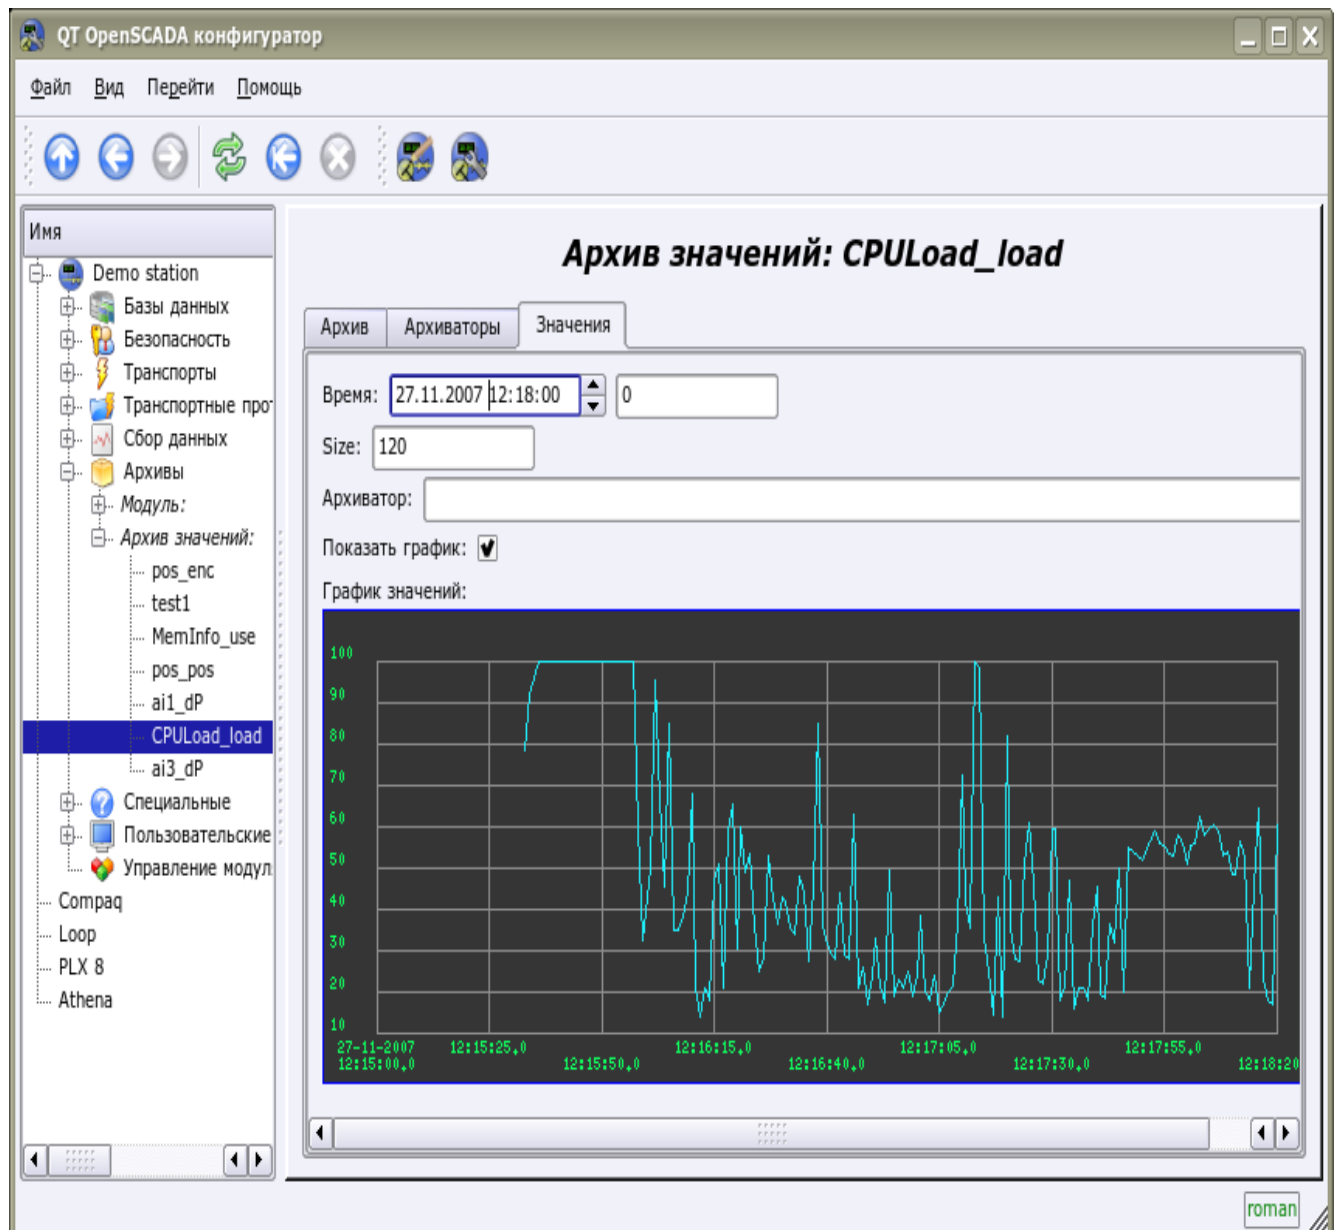 QT OpenSCADA конфигуратор
Файл Вид Перейти Помощь
Имя
Demo station
Базы данных
Безопасность
Транспорты
Транспортные про
Сбор данных
Архивы
Модуль:
Архив значений:
pos_enc
test1
MemInfo_use
pos_pos
ai1_dP
CPULoad_load
ai3_dP
Специальные
Пользовательские
Управление модул
Compaq
Loop
PLX 8
Athena
Архив значений: CPULoad_load
Архив Архиваторы Значения
Время: 27.11.2007 12:18:00 0
Size: 120
Архиватор:
Показать график:
График значений:
100
90
80
70
60
50
40
30
20
10
27-11-2007 12:15:25,0 12:16:15,0 12:17:05,0 12:17:55,0
12:15:00,0 12:15:50,0 12:16:40,0 12:17:30,0 12:18:20
roman